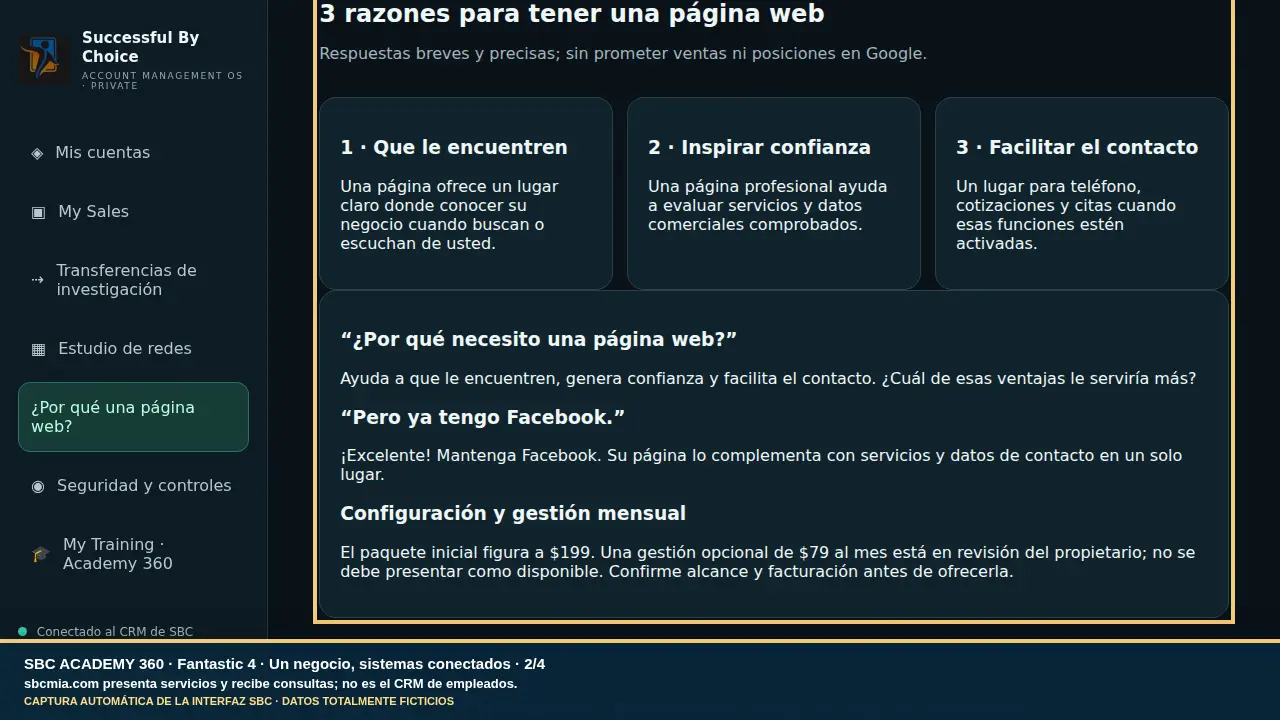 Successful By
Choice
ACCOUNT MANAGEMENT OS
· PRIVATE
◈ Mis cuentas
▣ My Sales
⇢ Transferencias de
investigación
▦ Estudio de redes
¿Por qué una página
web?
◉ Seguridad y controles
🎓 My Training ·
Academy 360
Conectado al CRM de SBC
3 razones para tener una página web
Respuestas breves y precisas; sin prometer ventas ni posiciones en Google.
1 · Que le encuentren
Una página ofrece un lugar
claro donde conocer su
negocio cuando buscan o
escuchan de usted.
2 · Inspirar confianza
Una página profesional ayuda
a evaluar servicios y datos
comerciales comprobados.
3 · Facilitar el contacto
Un lugar para teléfono,
cotizaciones y citas cuando
esas funciones estén
activadas.
“¿Por qué necesito una página web?”
Ayuda a que le encuentren, genera confianza y facilita el contacto. ¿Cuál de esas ventajas le serviría más?
“Pero ya tengo Facebook.”
¡Excelente! Mantenga Facebook. Su página lo complementa con servicios y datos de contacto en un solo
lugar.
Configuración y gestión mensual
El paquete inicial figura a $199. Una gestión opcional de $79 al mes está en revisión del propietario; no se
debe presentar como disponible. Confirme alcance y facturación antes de ofrecerla.
SBC ACADEMY 360 · Fantastic 4 · Un negocio, sistemas conectados · 2/4
sbcmia.com presenta servicios y recibe consultas; no es el CRM de empleados.
CAPTURA AUTOMÁTICA DE LA INTERFAZ SBC · DATOS TOTALMENTE FICTICIOS